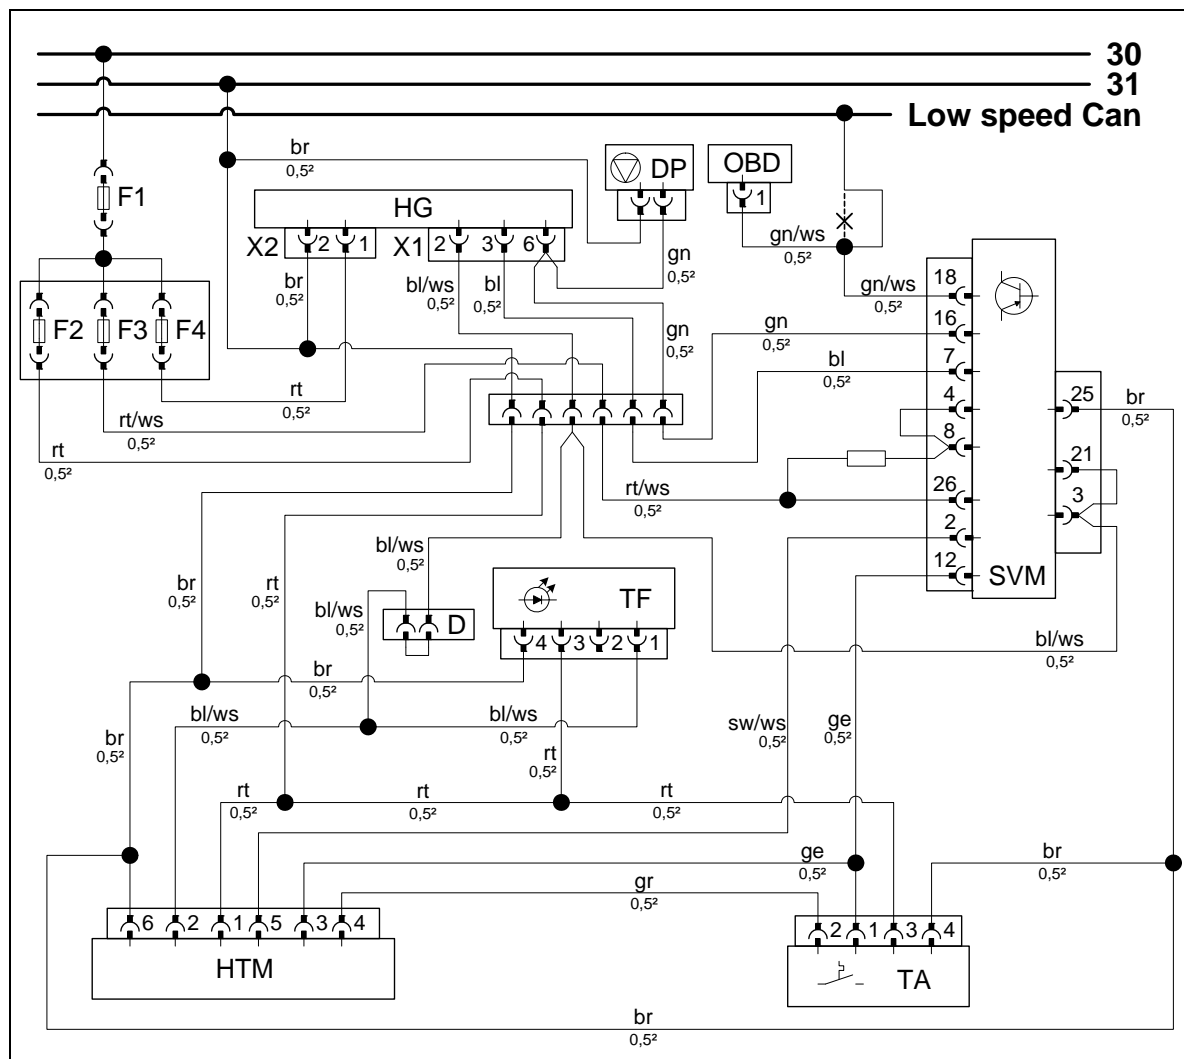 30
31
Low speed Can
br
0,5²
DP
OBD
1
F1
HG
X2
2
1
X1
2
3
6
gn/ws
0,5²
gn
0,5²
br
0,5²
bl/ws
0,5²
bl
0,5²
18
gn/ws
0,5²
F2
F3
F4
gn
0,5²
gn
0,5²
16
bl
0,5²
7
rt
0,5²
4
25
br
0,5²
rt/ws
0,5²
8
rt
0,5²
21
rt/ws
0,5²
26
3
2
bl/ws
0,5²
12
SVM
br
0,5²
rt
0,5²
bl/ws
0,5²
D
TF
4
3
2
1
bl/ws
0,5²
br
0,5²
bl/ws
0,5²
bl/ws
0,5²
sw/ws
0,5²
ge
0,5²
br
0,5²
rt
0,5²
rt
0,5²
rt
0,5²
rt
0,5²
ge
0,5²
br
0,5²
gr
0,5²
6
2
1
5
3
4
HTM
2
1
3
4
TA
br
0,5²